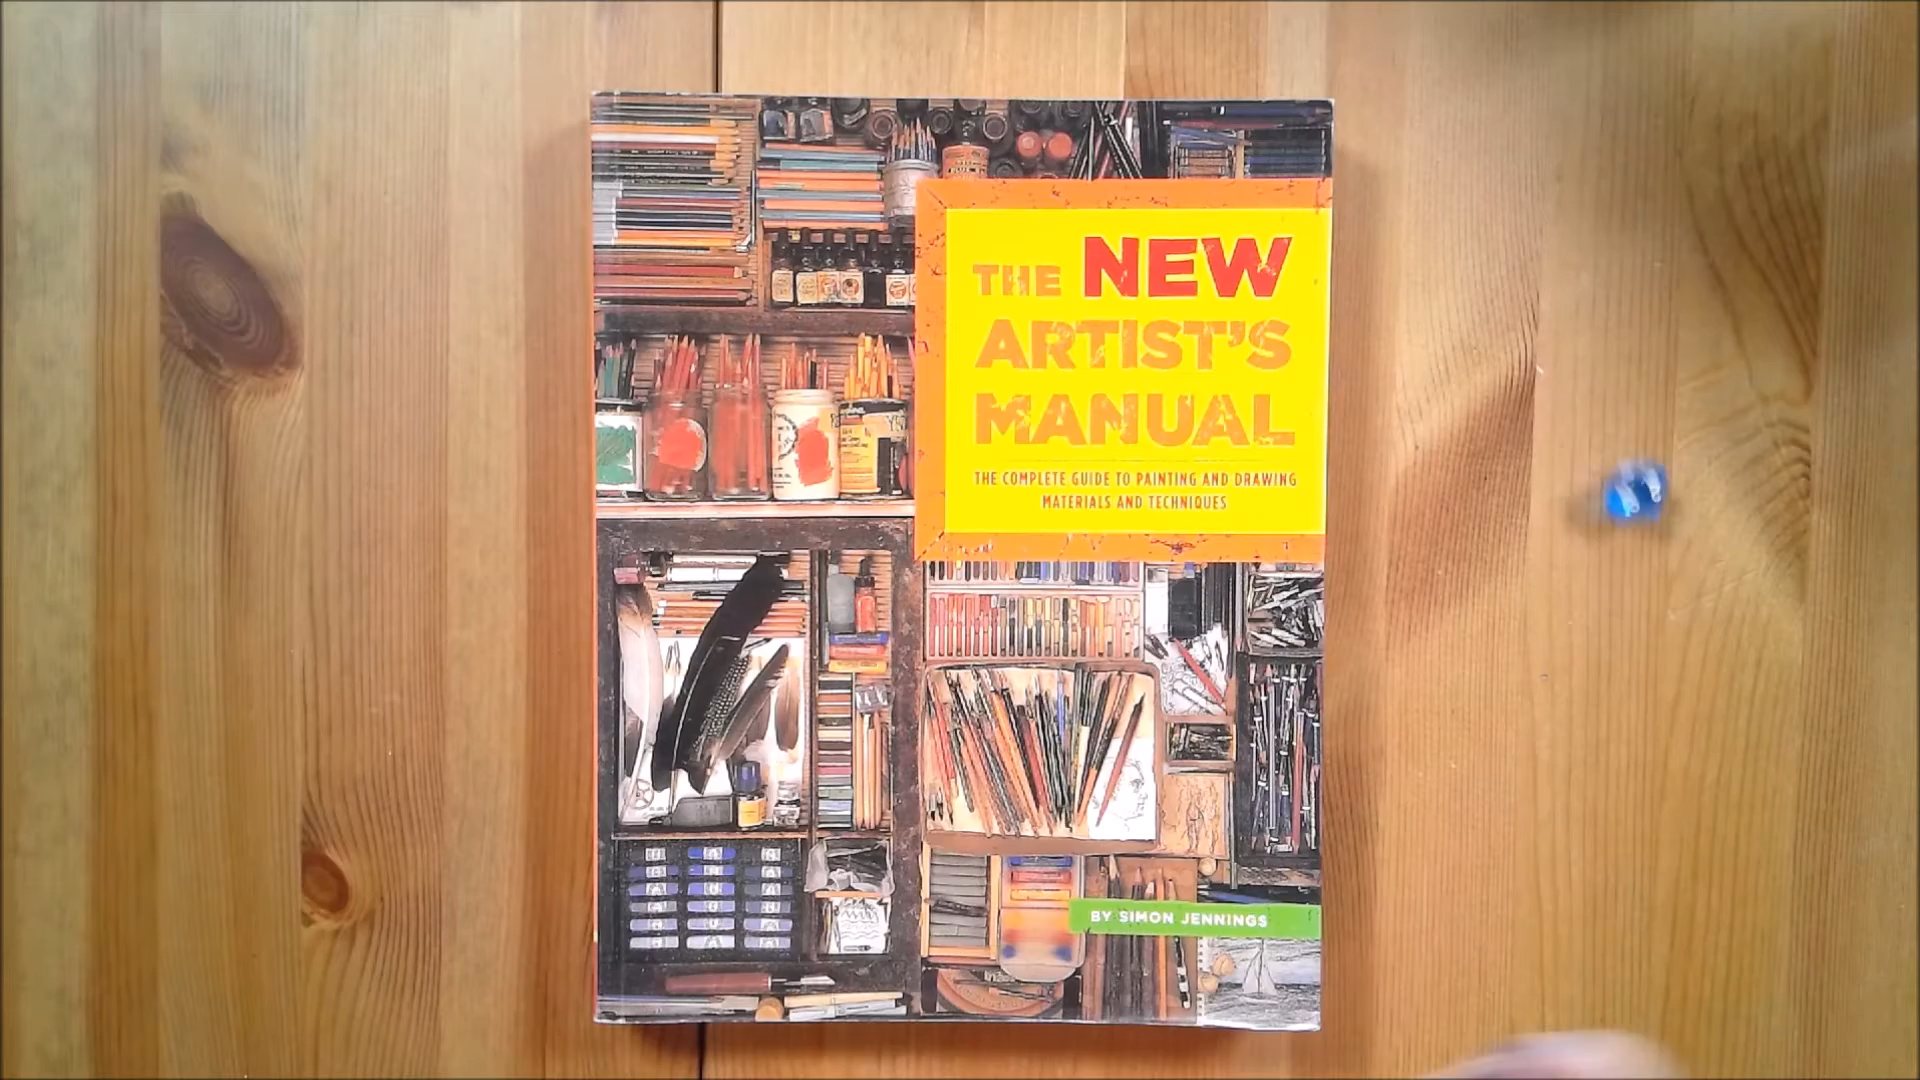 THE NEW
ARTIST'S
MANUAL
THE COMPLETE GUIDE TO PAINTING AND DRAWING
MATERIALS AND TECHNIQUES
BY SIMON JENNINGS